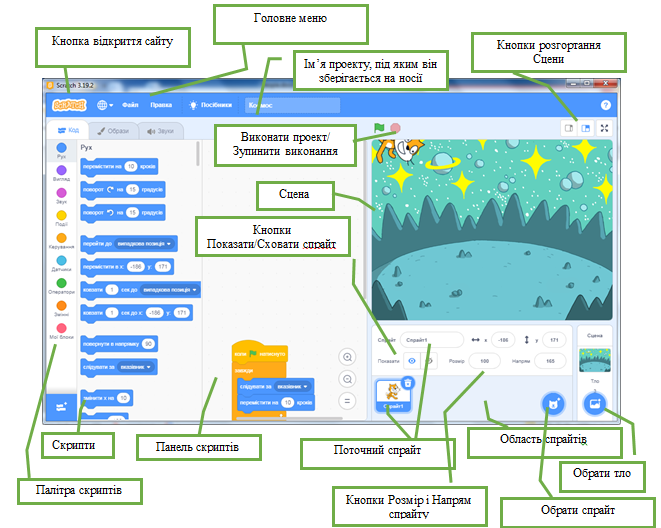 Головне меню
Кнопка відкриття сайту
Ім’я проекту, під яким він
зберігається на носії
Кнопки розгортання
Сцени
Scratch 3.19.2
SCRATCH
Файл
Правка
Посібники
Космос
Код
Образи
Звуки
Виконати проект/
Зупинити виконання
Рух
Рух
Вигляд
Звук
Події
Керування
Датчики
Оператори
Змінні
Мої блоки
перемістити на 10 кроків
поворот на 15 градусів
поворот на 15 градусів
перейти до випадкова позиція
перемістити в x: -186 y: 171
ковзати 1 сек до випадкова позиція
ковзати 1 сек до x: -186 y: 171
повернути в напрямку 90
слідувати за вказівник
змінити x на 10
Сцена
Кнопки
Показати/Сховати спрайт
коли натиснуто
завжди
слідувати за вказівник
перемістити на 10 кроків
Спрайт
Спрайт1
x -186
y 171
Показати
Розмір 100
Напрям 165
Сцена
Тло
Спрайт1
Скрипти
Панель скриптів
Поточний спрайт
Область спрайтів
Обрати тло
Палітра скриптів
Кнопки Розмір і Напрям
спрайту
Обрати спрайт